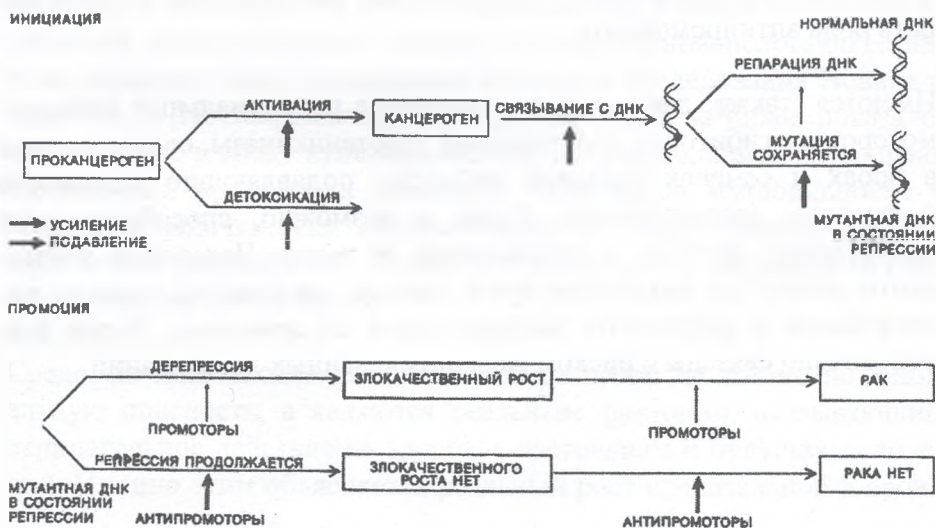 ИНИЦИАЦИЯ
НОРМАЛЬНАЯ ДНК
РЕПАРАЦИЯ ДНК
АКТИВАЦИЯ
КАНЦЕРОГЕН
СВЯЗЫВАНИЕ С ДНК
ПРОКАНЦЕРОГЕН
МУТАЦИЯ
СОХРАНЯЕТСЯ
ДЕТОКСИКАЦИЯ
УСИЛЕНИЕ
ПОДАВЛЕНИЕ
МУТАНТНАЯ ДНК
В СОСТОЯНИИ
РЕПРЕССИИ
ПРОМОЦИЯ
ДЕРЕПРЕССИЯ
ЗЛОКАЧЕСТВЕННЫЙ РОСТ
РАК
ПРОМОТОРЫ
ПРОМОТОРЫ
РЕПРЕССИЯ ПРОДОЛЖАЕТСЯ
ЗЛОКАЧЕСТВЕННОГО
РОСТА НЕТ
РАКА НЕТ
МУТАНТНАЯ ДНК
В СОСТОЯНИИ
РЕПРЕССИИ
АНТИПРОМОТОРЫ
АНТИПРОМОТОРЫ